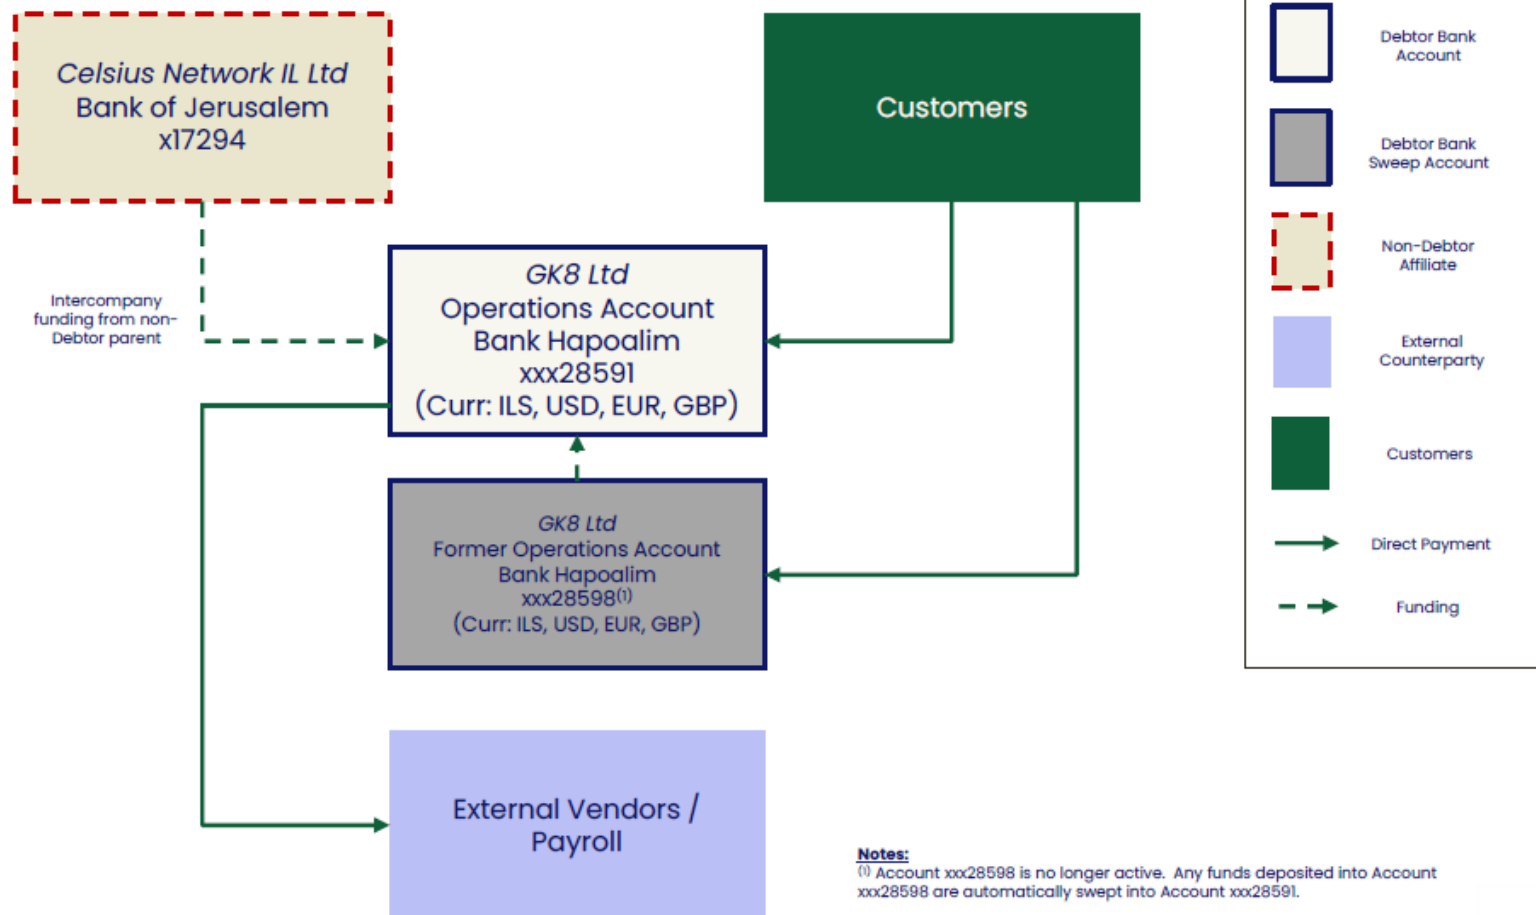 Celsius Network IL Ltd
Bank of Jerusalem
x17294
Customers
Intercompany
funding from non-
Debtor parent
GK8 Ltd
Operations Account
Bank Hapoalim
xxx28591
(Curr: ILS, USD, EUR, GBP)
GK8 Ltd
Former Operations Account
Bank Hapoalim
xxx28598⁽¹⁾
(Curr: ILS, USD, EUR, GBP)
External Vendors /
Payroll
Debtor Bank
Account
Debtor Bank
Sweep Account
Non-Debtor
Affiliate
External
Counterparty
Customers
Direct Payment
Funding
Notes:
⁽¹⁾ Account xxx28598 is no longer active. Any funds deposited into Account
xxx28598 are automatically swept into Account xxx28591.